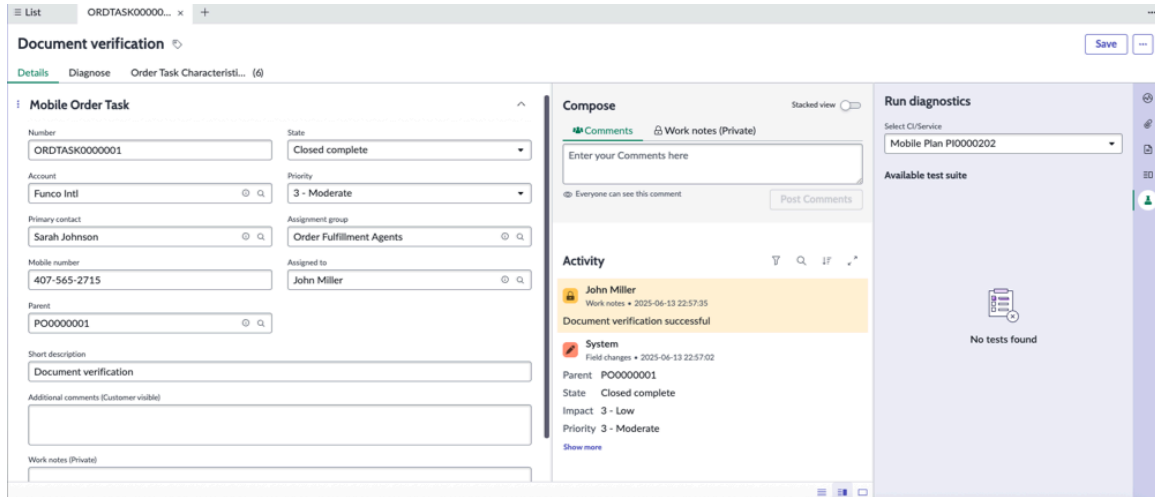 List
ORDTASK00000... × +
Document verification
Save
Details Diagnose Order Task Characteristi... (6)
Mobile Order Task
Number
ORDTASK0000001
State
Closed complete
Account
Funco Intl
Priority
3 - Moderate
Primary contact
Sarah Johnson
Assignment group
Order Fulfillment Agents
Mobile number
407-565-2715
Assigned to
John Miller
Parent
PO0000001
Short description
Document verification
Additional comments (Customer visible)
Work notes (Private)
Compose
Stacked view
Comments Work notes (Private)
Enter your Comments here
Everyone can see this comment
Post Comments
Activity
John Miller
Work notes • 2025-06-13 22:57:35
Document verification successful
System
Field changes • 2025-06-13 22:57:02
Parent PO0000001
State Closed complete
Impact 3 - Low
Priority 3 - Moderate
Show more
Run diagnostics
Select CI/Service
Mobile Plan PI0000202
Available test suite
No tests found